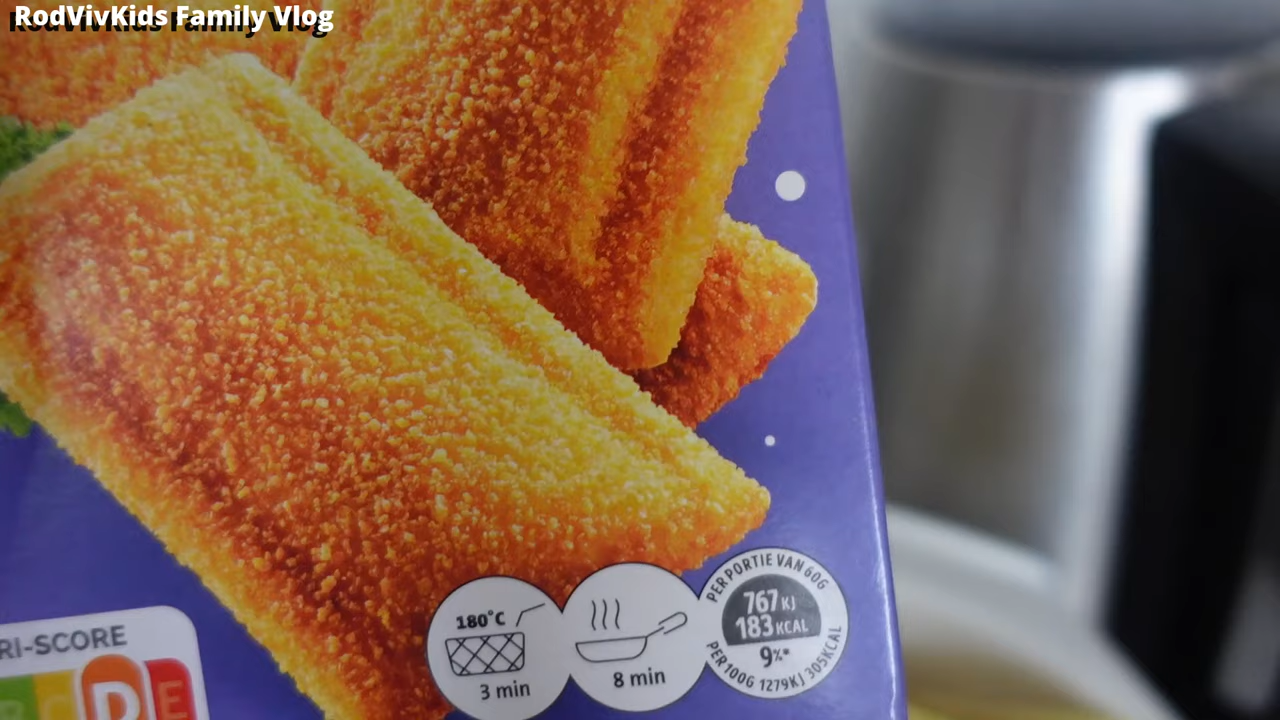 RodVivKids Family Vlog
RI-SCORE
C D E
180°C
3 min
8 min
PER PORTIE VAN 60G
767 KJ
183 KCAL
9%*
PER 100G 1279KJ 305KCAL